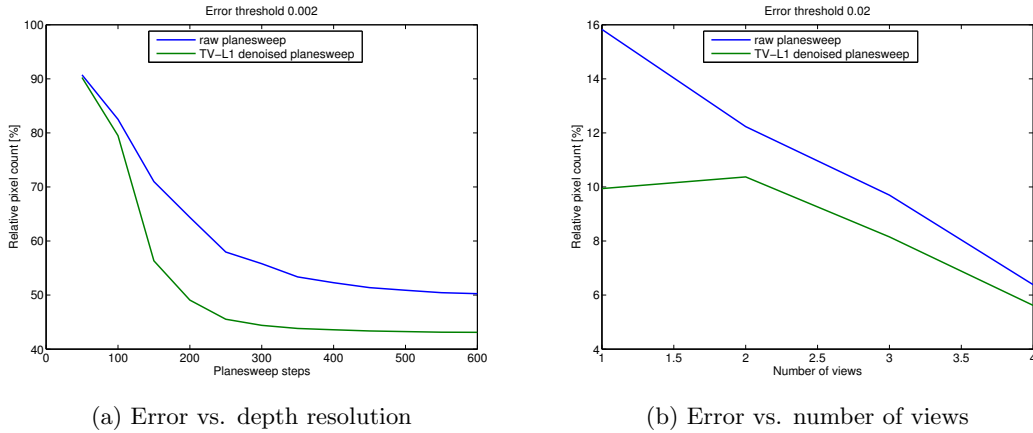 Error threshold 0.002
raw planesweep
TV−L1 denoised planesweep
Relative pixel count [%]
100
90
80
70
60
50
40
0 100 200 300 400 500 600
Planesweep steps
(a) Error vs. depth resolution
Error threshold 0.02
raw planesweep
TV−L1 denoised planesweep
Relative pixel count [%]
16
14
12
10
8
6
4
1 1.5 2 2.5 3 3.5 4
Number of views
(b) Error vs. number of views